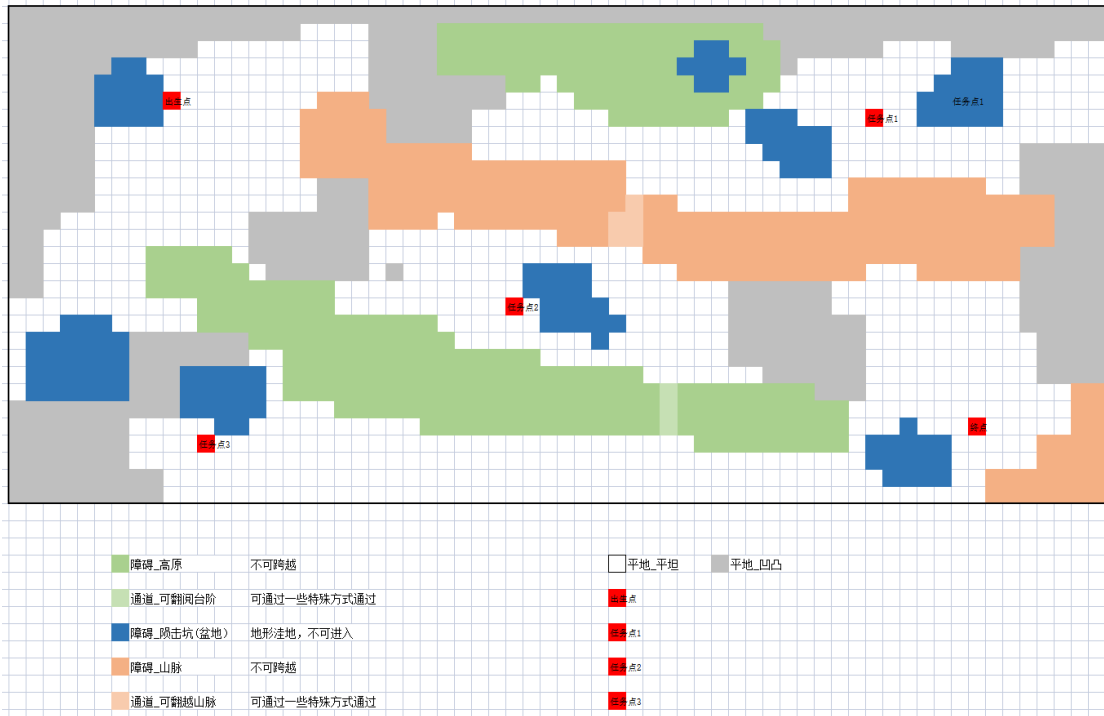 出生点
任务点1
任务点1
任务点2
终点
任务点3
障碍_高原 不可跨越 平地_平坦 平地_凹凸
通道_可翻阅台阶 可通过一些特殊方式通过 出生点
障碍_陨击坑(盆地) 地形洼地，不可进入 任务点1
障碍_山脉 不可跨越 任务点2
通道_可翻越山脉 可通过一些特殊方式通过 任务点3